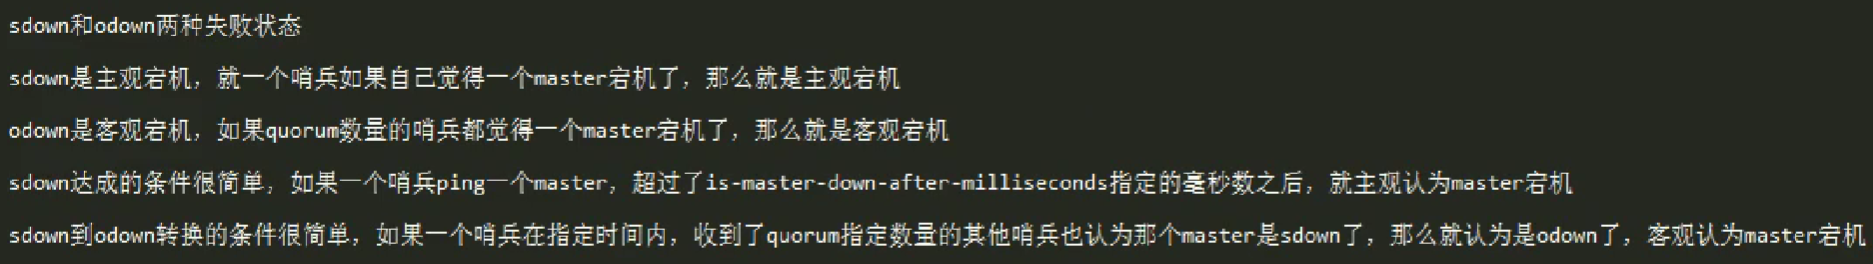 sdown和odown两种失败状态
sdown是主观宕机，就一个哨兵如果自己觉得一个master宕机了，那么就是主观宕机
odown是客观宕机，如果quorum数量的哨兵都觉得一个master宕机了，那么就是客观宕机
sdown达成的条件很简单，如果一个哨兵ping一个master，超过了is-master-down-after-milliseconds指定的毫秒数之后，就主观认为master宕机
sdown到odown转换的条件很简单，如果一个哨兵在指定时间内，收到了quorum指定数量的其他哨兵也认为那个master是sdown了，那么就认为是odown了，客观认为master宕机